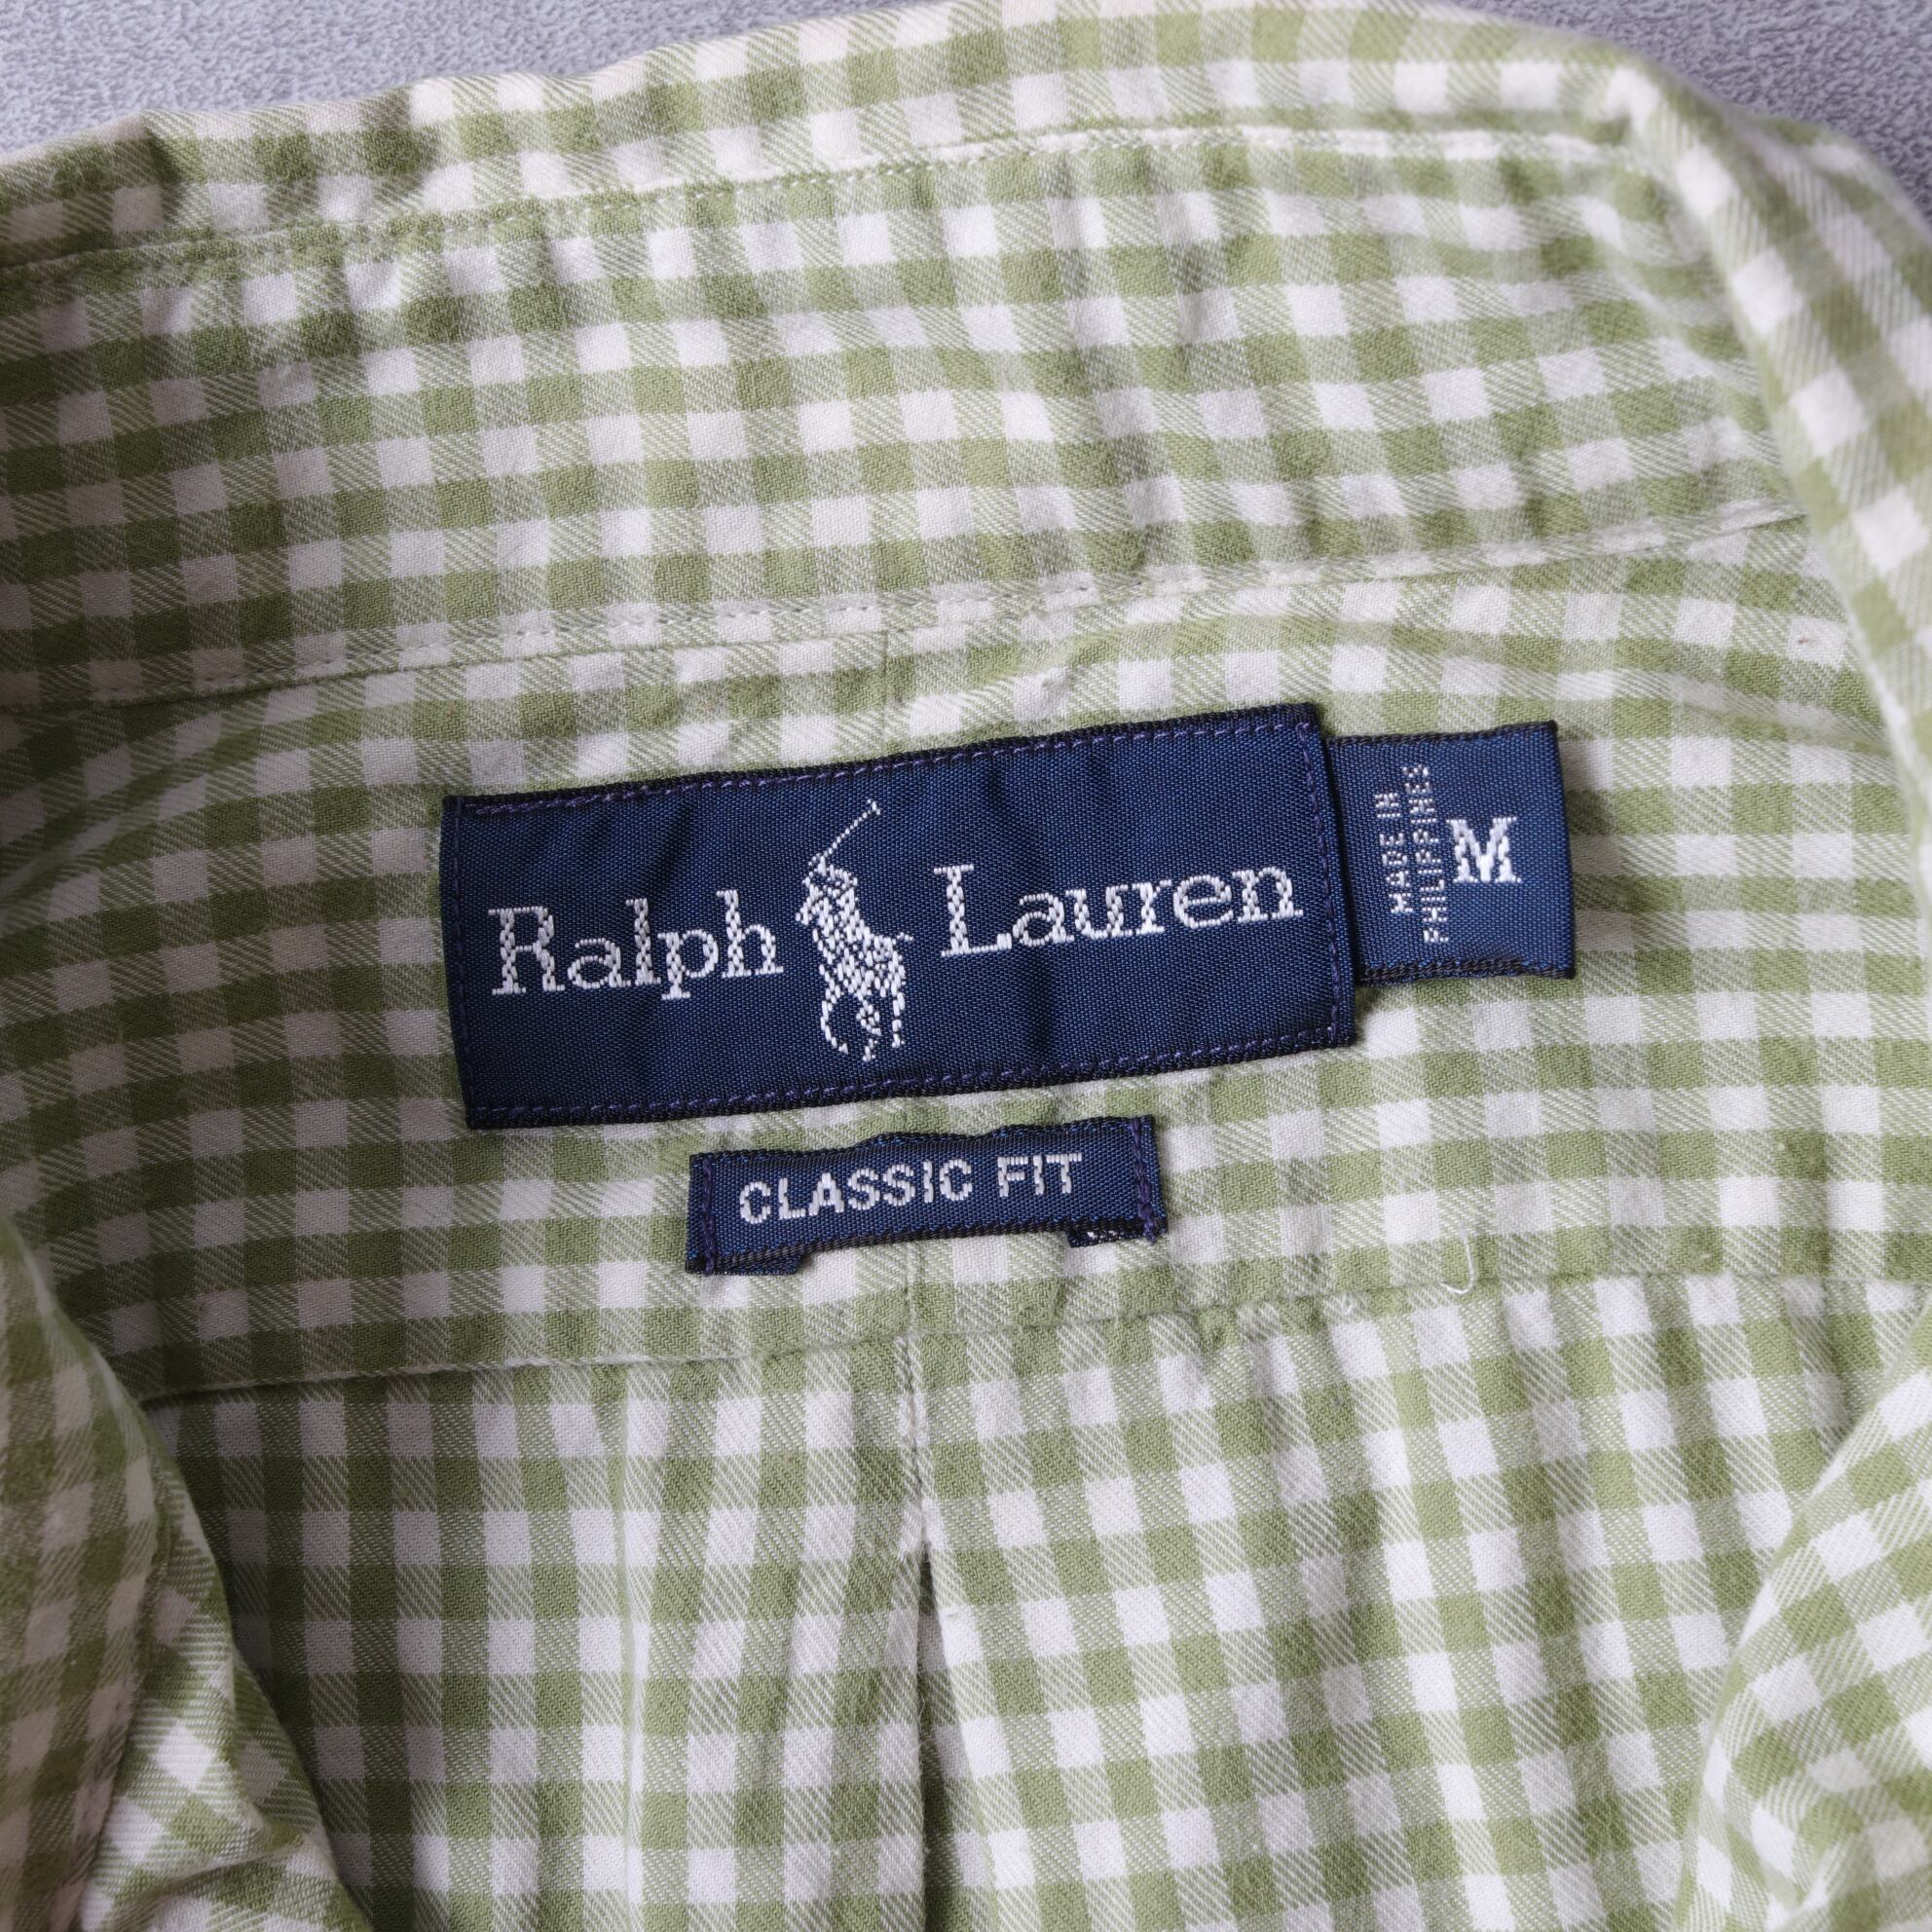 Ralph Lauren
MADE IN
PHILIPPINES
M
CLASSIC FIT